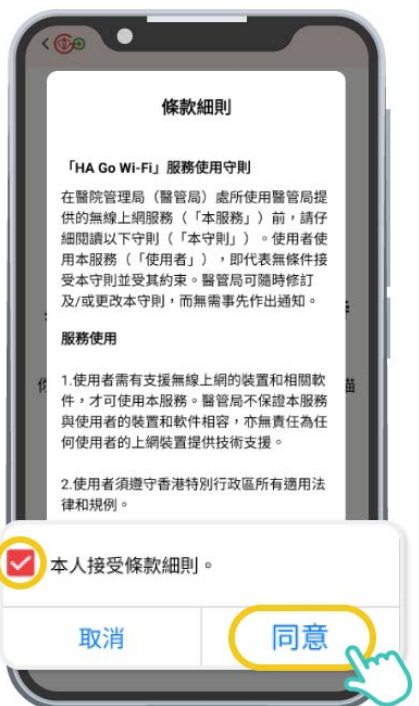 條款細則
「HA Go Wi-Fi」服務使用守則
在醫院管理局（醫管局）處所使用醫管局提
供的無線上網服務（「本服務」）前，請仔
細閱讀以下守則（「本守則」）。使用者使
用本服務（「使用者」），即代表無條件接
受本守則並受其約束。醫管局可隨時修訂
及/或更改本守則，而無需事先作出通知。
服務使用
1.使用者需有支援無線上網的裝置和相關軟
件，才可使用本服務。醫管局不保證本服務
與使用者的裝置和軟件相容，亦無責任為任
何使用者的上網裝置提供技術支援。
2.使用者須遵守香港特別行政區所有適用法
律和規例。
本人接受條款細則。
取消
同意